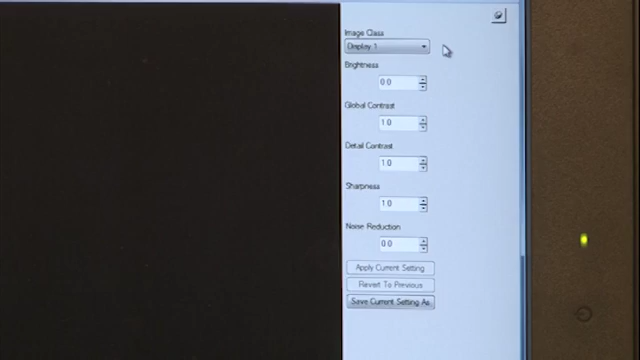 Image Class
Display 1
Brightness
0.0
Global Contrast
1.0
Detail Contrast
1.0
Sharpness
1.0
Noise Reduction
0.0
Apply Current Setting
Revert To Previous
Save Current Setting As